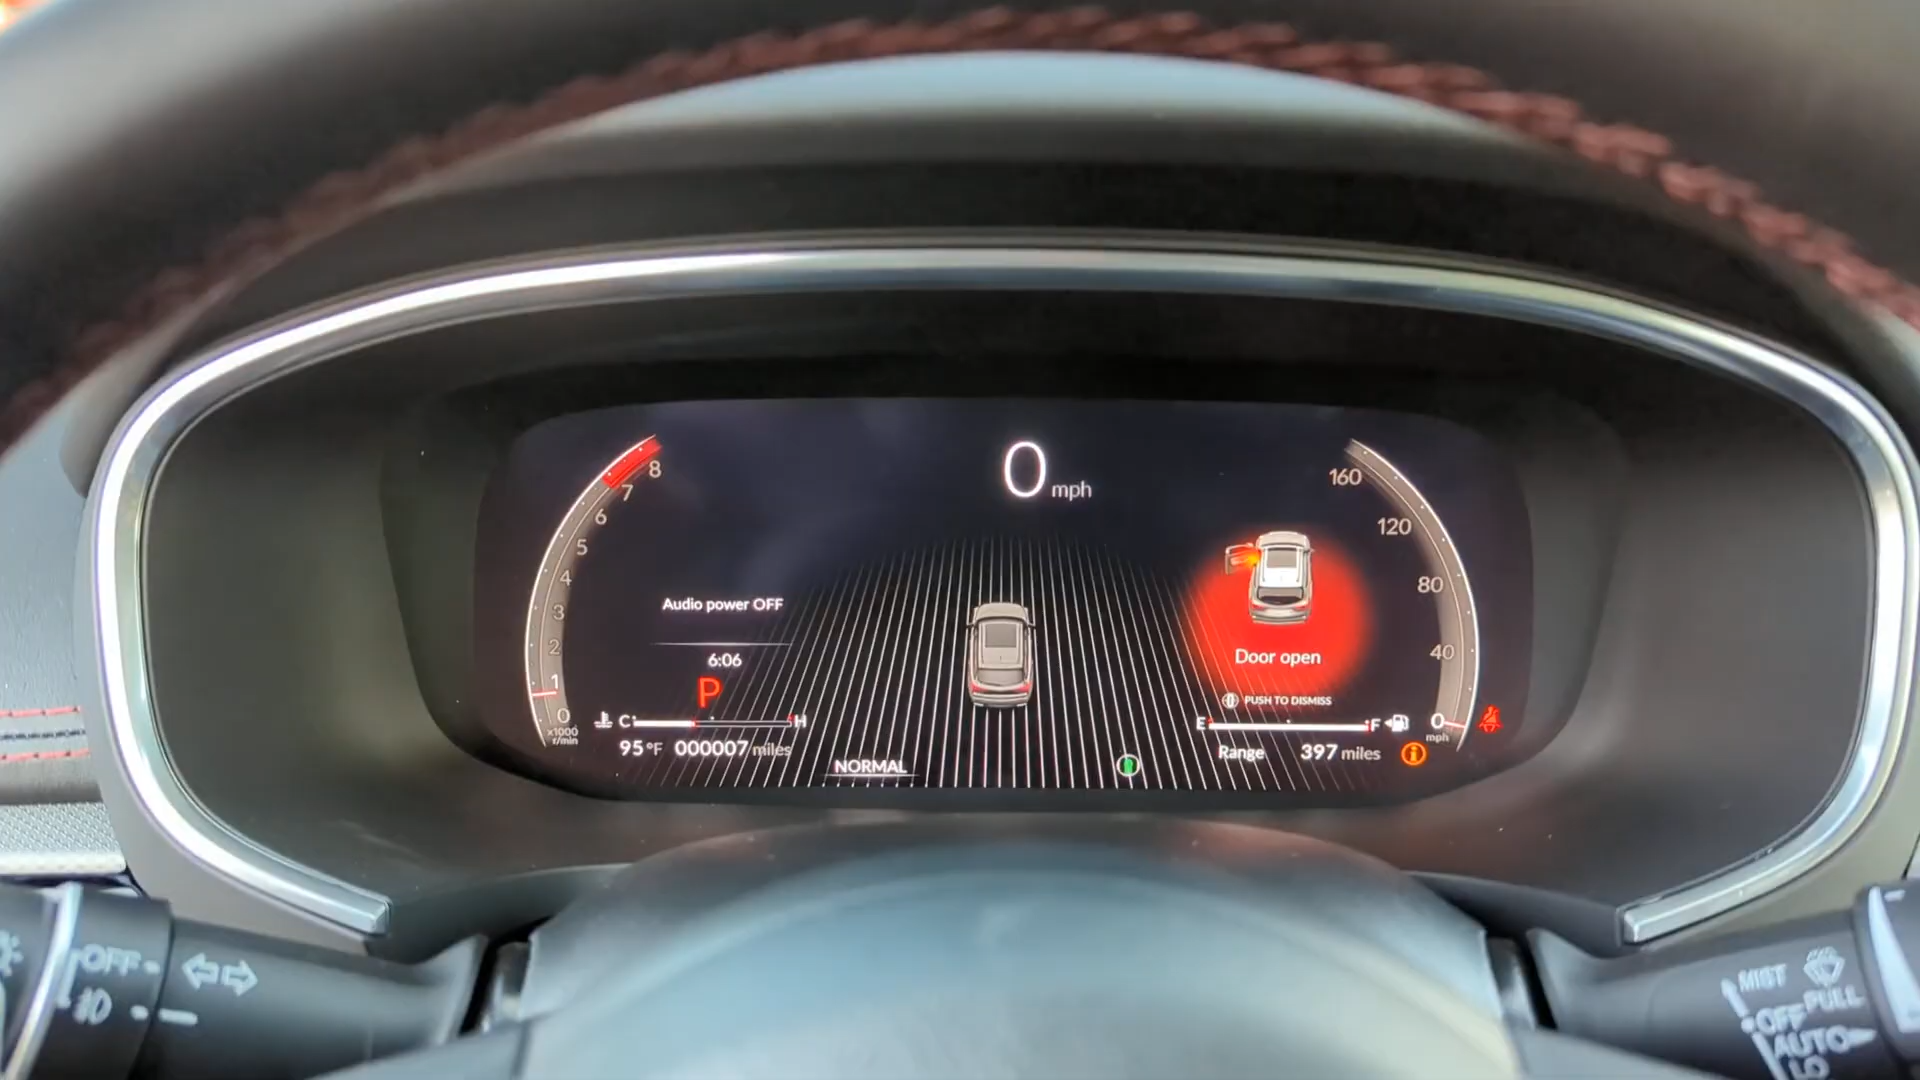 0 mph
8
7
6
5
4
3
2
1
0
x1000
r/min
Audio power OFF
6:06
P
C H
95°F 000007 miles
NORMAL
160
120
80
40
0
mph
Door open
PUSH TO DISMISS
E F
Range 397 miles
OFF
MIST
PULL
OFF
AUTO
LO